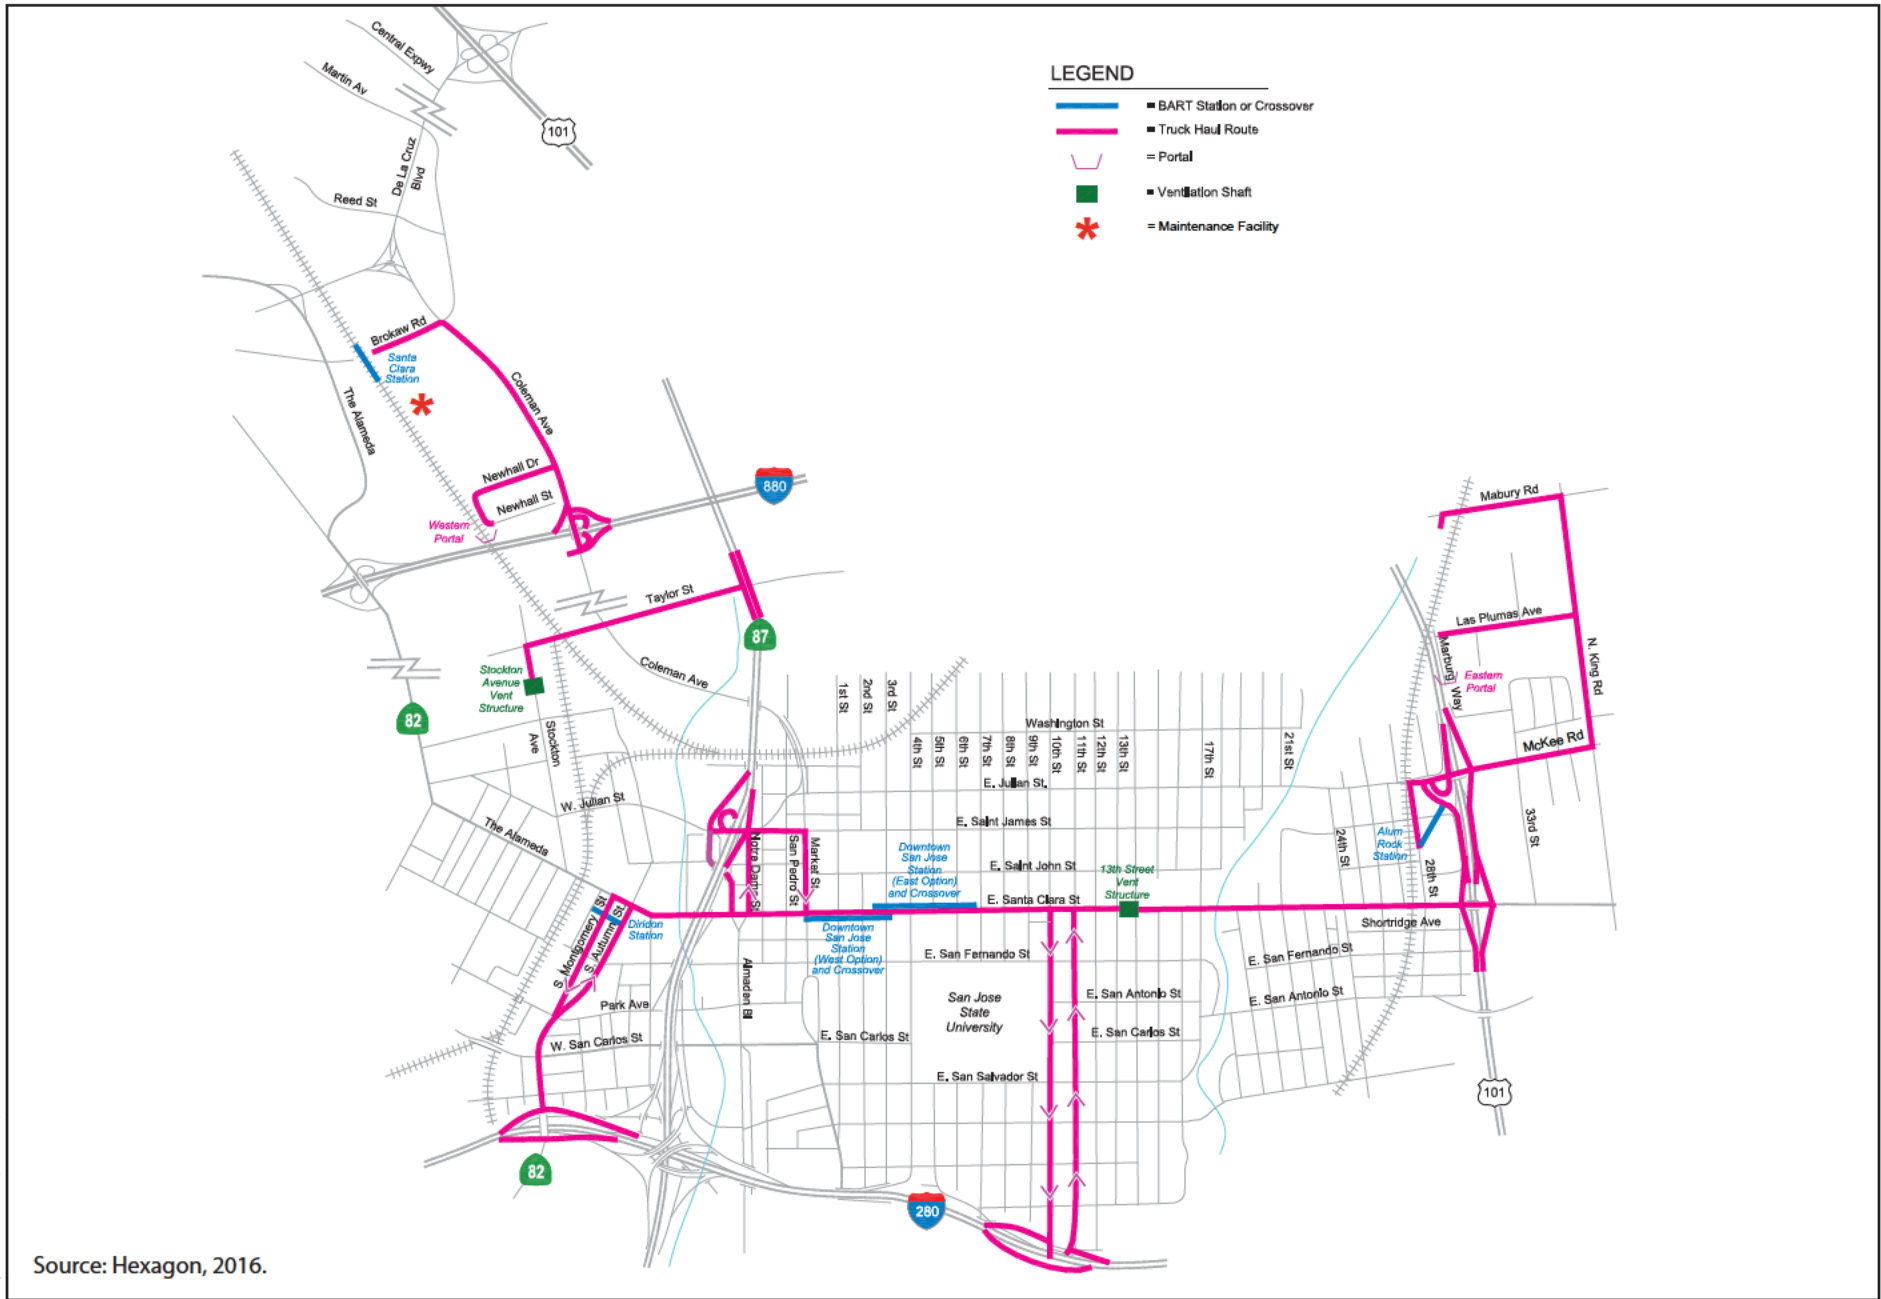 LEGEND
= BART Station or Crossover
= Truck Haul Route
= Portal
= Ventilation Shaft
= Maintenance Facility
Central Expwy
Martin Av
101
De La Cruz
Blvd
Reed St
Brokaw Rd
Santa
Clara
Station
Coleman Ave
The Alameda
Newhall Dr
Newhall St
Western
Portal
880
Taylor St
87
Stockton
Avenue
Vent
Structure
Coleman Ave
82
Stockton
Ave
W. Julian St
The Alameda
1st St
2nd St
3rd St
4th St
5th St
6th St
7th St
8th St
9th St
10th St
11th St
12th St
13th St
17th St
21st St
Washington St
E. Julian St.
E. Saint James St
E. Saint John St
E. Santa Clara St
Notre Dame St
San Pedro St
Market St
Downtown
San Jose
Station
(East Option)
and Crossover
13th Street
Vent
Structure
Downtown
San Jose
Station
(West Option)
and Crossover
S. Montgomery St
S. Autumn St.
Diridon
Station
Park Ave
W. San Carlos St
Almaden Bl
E. San Fernando St
San Jose
State
University
E. San Antonio St
E. San Carlos St
E. San Carlos St
E. San Salvador St
82
280
Mabury Rd
Las Plumas Ave
Marburg Way
N. King Rd
Eastern
Portal
McKee Rd
33rd St
24th St
Alum
Rock
Station
28th St
Shortridge Ave
E. San Fernando St
E. San Antonio St
101
Source: Hexagon, 2016.